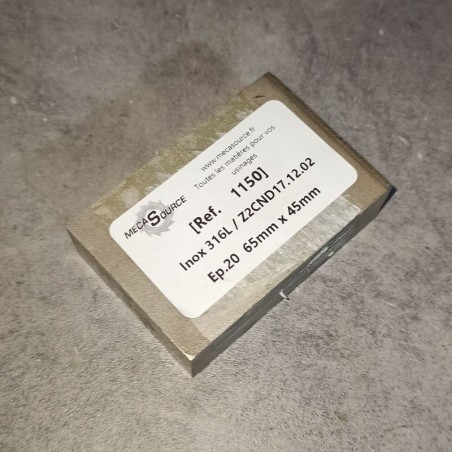 MECASOURCE
www.mecasource.fr
Toutes les matières pour vos
usinages
[Ref. 1150]
Inox 316L / Z2CND17.12.02
Ep.20 65mm x 45mm